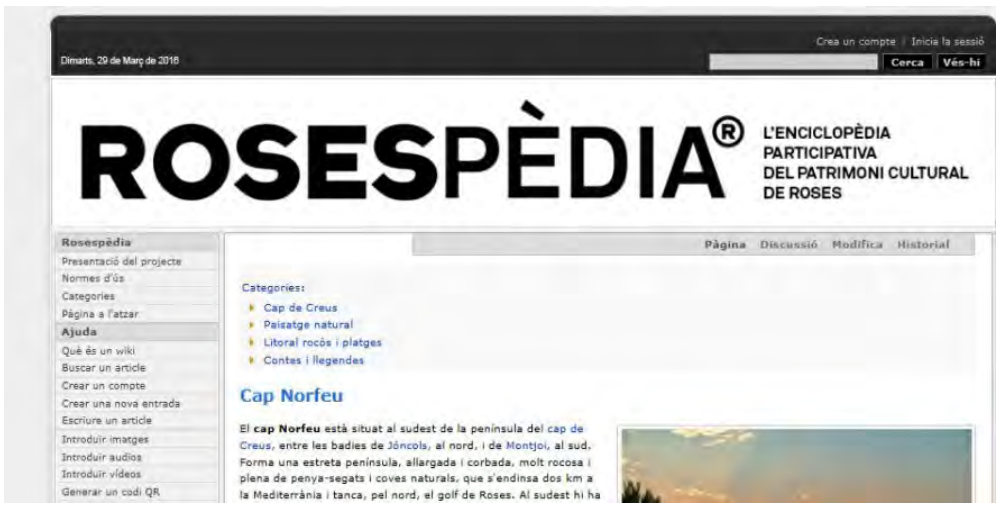 Crea un compte | Inicia la sessió
Dimarts, 29 de Març de 2016
Cerca Vés-hi
ROSESPÈDIA®
L'ENCICLOPÈDIA
PARTICIPATIVA
DEL PATRIMONI CULTURAL
DE ROSES
Rosespèdia
Presentació del projecte
Normes d'ús
Categories
Pàgina a l'atzar
Ajuda
Què és un wiki
Buscar un article
Crear un compte
Crear una nova entrada
Escriure un article
Introduir imatges
Introduir audios
Introduir vídeos
Generar un codi QR
Pàgina Discussió Modifica Historial
Categories:
Cap de Creus
Paisatge natural
Litoral rocós i platges
Contes i llegendes
Cap Norfeu
El cap Norfeu està situat al sudest de la península del cap de
Creus, entre les badies de Jóncols, al nord, i de Montjoi, al sud.
Forma una estreta península, allargada i corbada, molt rocosa i
plena de penya-segats i coves naturals, que s'endinsa dos km a
la Mediterrània i tanca, pel nord, el golf de Roses. Al sudest hi ha